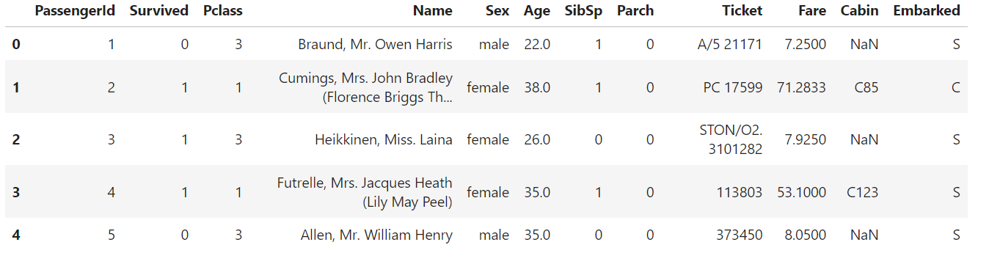 PassengerId Survived Pclass Name Sex Age SibSp Parch Ticket Fare Cabin Embarked
0 1 0 3 Braund, Mr. Owen Harris male 22.0 1 0 A/5 21171 7.2500 NaN S
1 2 1 1 Cumings, Mrs. John Bradley (Florence Briggs Th... female 38.0 1 0 PC 17599 71.2833 C85 C
2 3 1 3 Heikkinen, Miss. Laina female 26.0 0 0 STON/O2. 3101282 7.9250 NaN S
3 4 1 1 Futrelle, Mrs. Jacques Heath (Lily May Peel) female 35.0 1 0 113803 53.1000 C123 S
4 5 0 3 Allen, Mr. William Henry male 35.0 0 0 373450 8.0500 NaN S